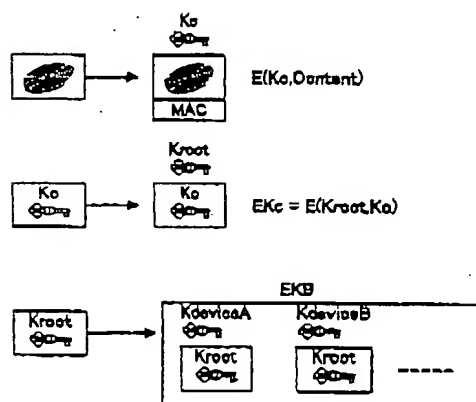 Kc
E(Kc,Content)
MAC
Kroot
Kc
Kc
EKc = E(Kroot,Kc)
EKB
Kroot
KdeviceA
KdeviceB
Kroot
Kroot